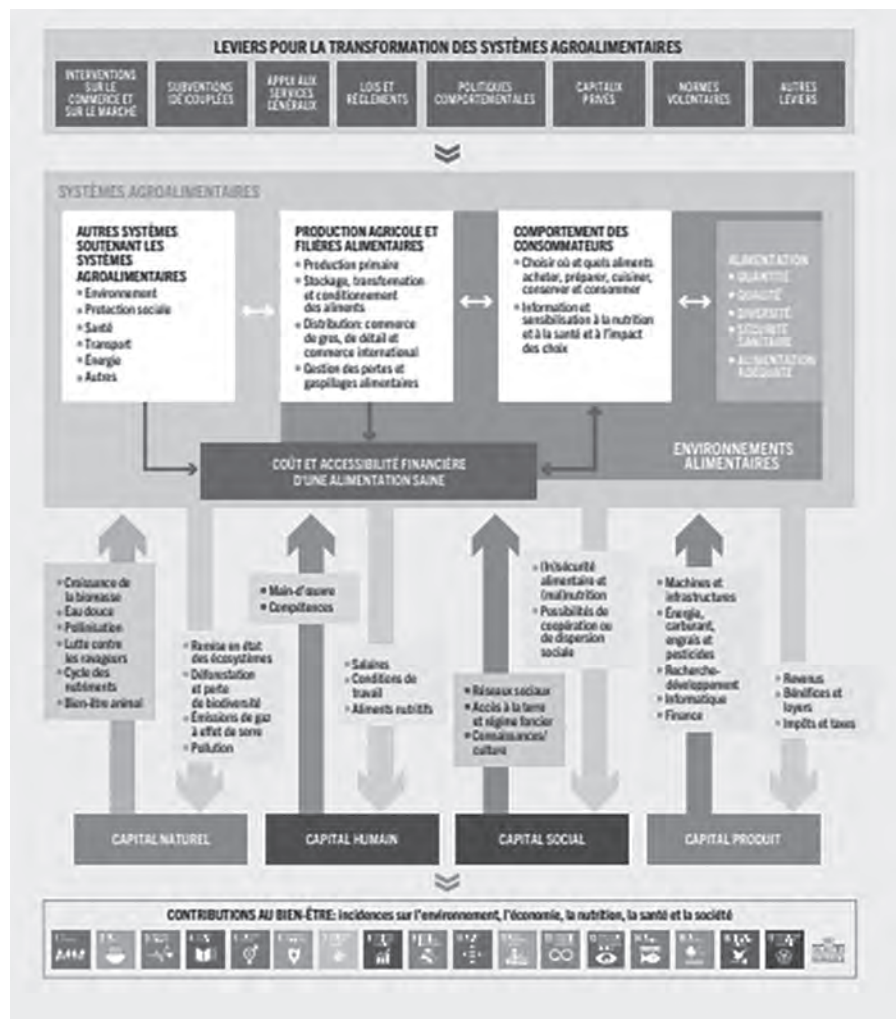 LEVIERS POUR LA TRANSFORMATION DES SYSTÈMES AGROALIMENTAIRES
INTERVENTIONS
SUR LE
COMMERCE ET
SUR LE MARCHÉ
SUBVENTIONS
(DÉ)COUPLÉES
APPUI AUX
SERVICES
GÉNÉRAUX
LOIS ET
RÈGLEMENTS
POLITIQUES
COMPORTEMENTALES
CAPITAUX
PRIVÉS
NORMES
VOLONTAIRES
AUTRES
LEVIERS
SYSTÈMES AGROALIMENTAIRES
AUTRES SYSTÈMES
SOUTENANT LES
SYSTÈMES
AGROALIMENTAIRES
Environnement
Protection sociale
Santé
Transport
Énergie
Autres
PRODUCTION AGRICOLE ET
FILIÈRES ALIMENTAIRES
Production primaire
Stockage, transformation
et conditionnement
des aliments
Distribution: commerce
de gros, de détail et
commerce international
Gestion des pertes et
gaspillages alimentaires
COMPORTEMENT DES
CONSOMMATEURS
Choisir où et quels aliments
acheter, préparer, cuisiner,
conserver et consommer
Information et
sensibilisation à la nutrition
et à la santé et à l'impact
des choix
ALIMENTATION
QUANTITÉ
QUALITÉ
DIVERSITÉ
SÉCURITÉ
SANITAIRE
ALIMENTATION
ADÉQUATE
COÛT ET ACCESSIBILITÉ FINANCIÈRE
D'UNE ALIMENTATION SAINE
ENVIRONNEMENTS
ALIMENTAIRES
Croissance de
la biomasse
Eau douce
Pollinisation
Lutte contre
les ravageurs
Cycle des
nutriments
Bien-être animal
Remise en état
des écosystèmes
Déforestation
et perte
de biodiversité
Émissions de gaz
à effet de serre
Pollution
Main-d'œuvre
Compétences
Salaires
Conditions de
travail
Aliments nutritifs
Réseaux sociaux
Accès à la terre
et régime foncier
Connaissances/
culture
(In)sécurité
alimentaire et
(mal)nutrition
Possibilités de
coopération ou
de dispersion
sociale
Machines et
infrastructures
Énergie,
carburant,
engrais et
pesticides
Recherche-
développement
Informatique
Finance
Revenus
Bénéfices et
loyers
Impôts et taxes
CAPITAL NATUREL
CAPITAL HUMAIN
CAPITAL SOCIAL
CAPITAL PRODUIT
CONTRIBUTIONS AU BIEN-ÊTRE: incidences sur l'environnement, l'économie, la nutrition, la santé et la société